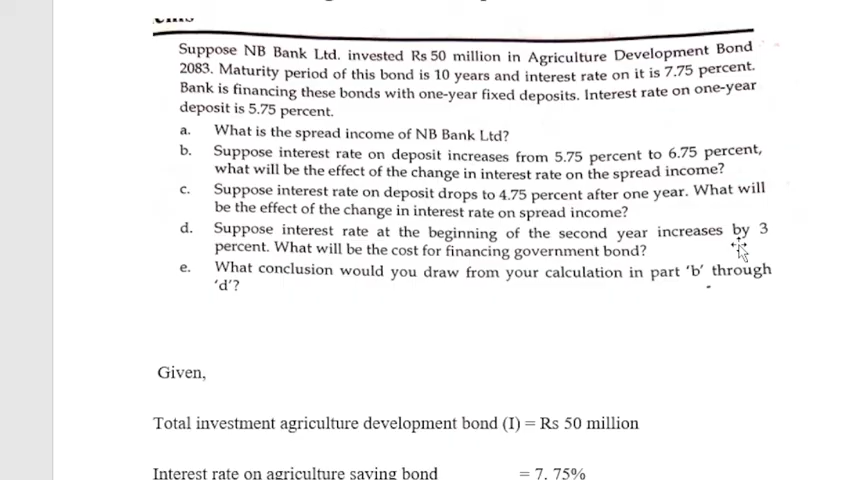 Suppose NB Bank Ltd. invested Rs 50 million in Agriculture Development Bond
2083. Maturity period of this bond is 10 years and interest rate on it is 7.75 percent.
Bank is financing these bonds with one-year fixed deposits. Interest rate on one-year
deposit is 5.75 percent.
a. What is the spread income of NB Bank Ltd?
b. Suppose interest rate on deposit increases from 5.75 percent to 6.75 percent,
what will be the effect of the change in interest rate on the spread income?
c. Suppose interest rate on deposit drops to 4.75 percent after one year. What will
be the effect of the change in interest rate on spread income?
d. Suppose interest rate at the beginning of the second year increases by 3
percent. What will be the cost for financing government bond?
e. What conclusion would you draw from your calculation in part 'b' through
'd'?
Given,
Total investment agriculture development bond (I) = Rs 50 million
Interest rate on agriculture saving bond = 7. 75%